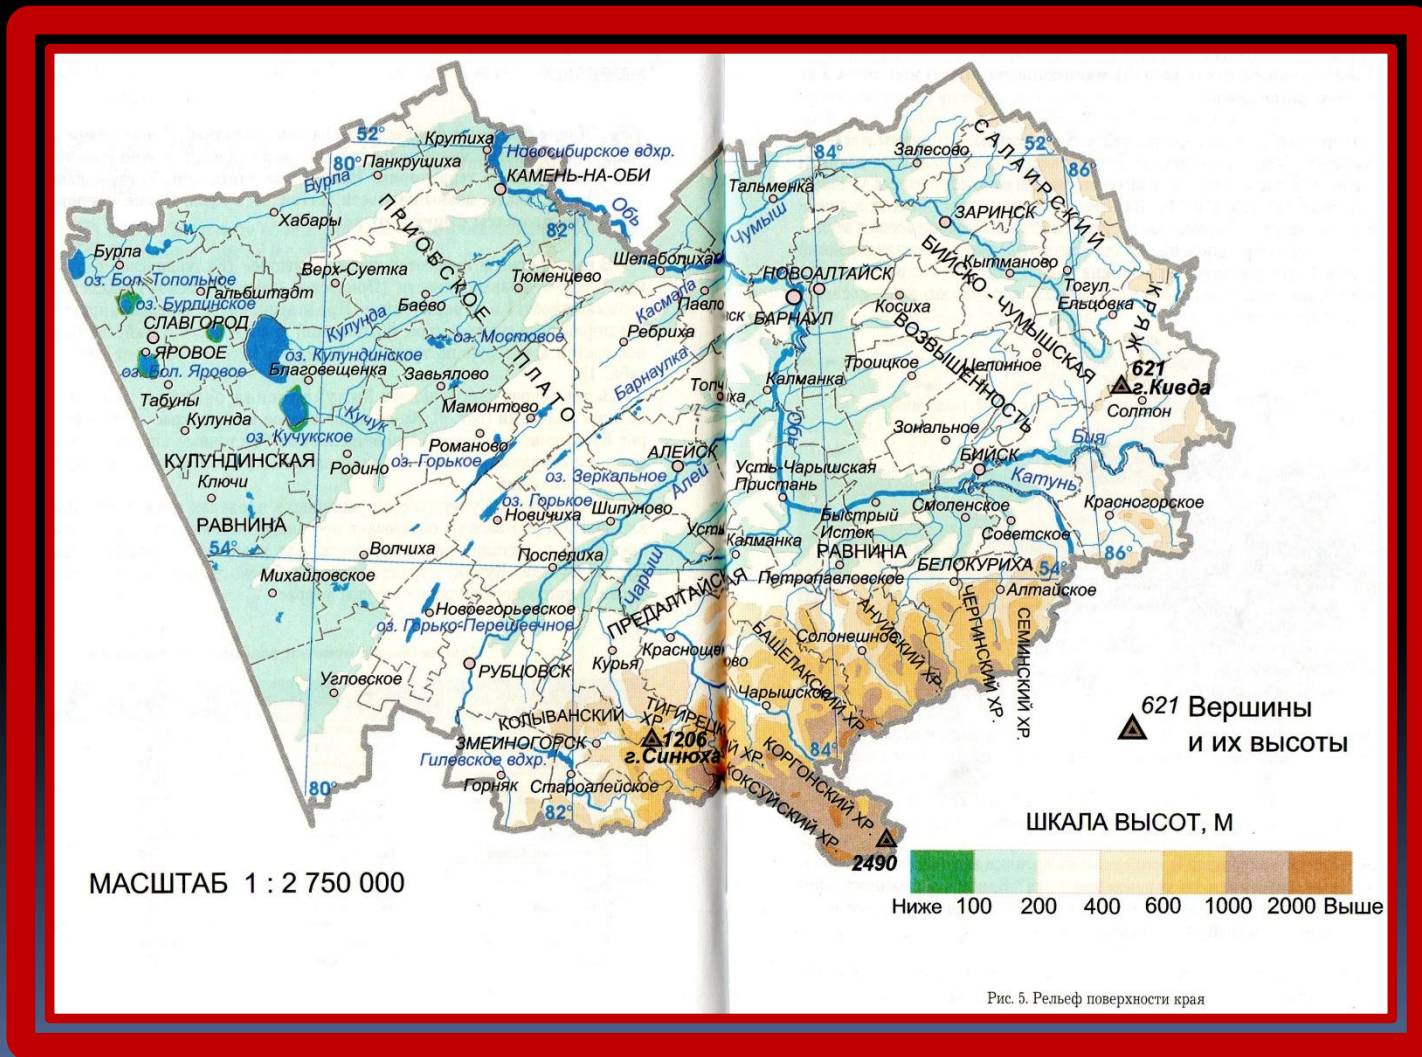 52°
80°
Крутиха
Панкрушиха
Новосибирское вдхр.
КАМЕНЬ-НА-ОБИ
Бурла
Хабары
Обь
82°
ПРИОБСКОЕ ПЛАТО
Бурла
оз. Бол. Топольное
Верх-Суетка
Гальбштадт
оз. Бурлинское
СЛАВГОРОД
Баево
Тюменцево
Шелаболиха
Кулунда
Касмала
Павло
вск
Ребриха
оз. Мостовое
ЯРОВОЕ
оз. Бол. Яровое
оз. Кулундинское
Благовещенка
Завьялово
Барнаулка
Табуны
Кулунда
Кучук
Мамонтово
Топч
иха
оз. Кучукское
Романово
оз. Горькое
КУЛУНДИНСКАЯ
РАВНИНА
Родино
Ключи
АЛЕЙСК
оз. Зеркальное
Алей
оз. Горькое
Новичиха
Шипуново
54°
Волчиха
Поспелиха
Усть
Калманка
Михайловское
Чарыш
Новоегорьевское
оз. Горько-Перешеечное
ПРЕДАЛТАЙСКАЯ
РАВНИНА
РУБЦОВСК
Курья
Краснощ
ково
Угловское
КОЛЫВАНСКИЙ ХР.
ТИГИРЕЦКИЙ ХР.
ЗМЕИНОГОРСК
1206
г.Синюха
Гилевское вдхр.
Горняк
Староалейское
80°
82°
84°
Залесово
52°
86°
САЛАИРСКИЙ КРЯЖ
Тальменка
Чумыш
ЗАРИНСК
БИЙСКО - ЧУМЫШСКАЯ
ВОЗВЫШЕННОСТЬ
Кытманово
НОВОАЛТАЙСК
БАРНАУЛ
Косиха
Тогул
Ельцовка
Троицкое
Целинное
621
г.Кивда
Солтон
Калманка
Обь
Зональное
Бия
БИЙСК
Катунь
Усть-Чарышская
Пристань
Быстрый
Исток
Смоленское
Красногорское
Советское
86°
БЕЛОКУРИХА
54°
Петропавловское
Алтайское
АНУЙСКИЙ ХР.
ЧЕРГИНСКИЙ ХР.
СЕМИНСКИЙ ХР.
БАЩЕЛАКСКИЙ ХР.
Солонешное
Чарышское
84°
КОРГОНСКИЙ ХР.
КОКСУЙСКИЙ ХР.
2490
621 Вершины
и их высоты
ШКАЛА ВЫСОТ, М
Ниже 100 200 400 600 1000 2000 Выше
МАСШТАБ 1 : 2 750 000
Рис. 5. Рельеф поверхности края